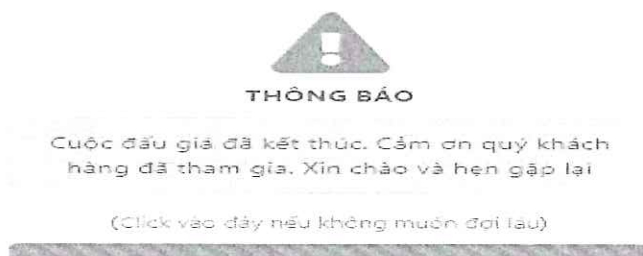 THÔNG BÁO
Cuộc đấu giá đã kết thúc. Cảm ơn quý khách
hàng đã tham gia. Xin chào và hẹn gặp lại
(Click vào đây nếu không muốn đợi lâu)